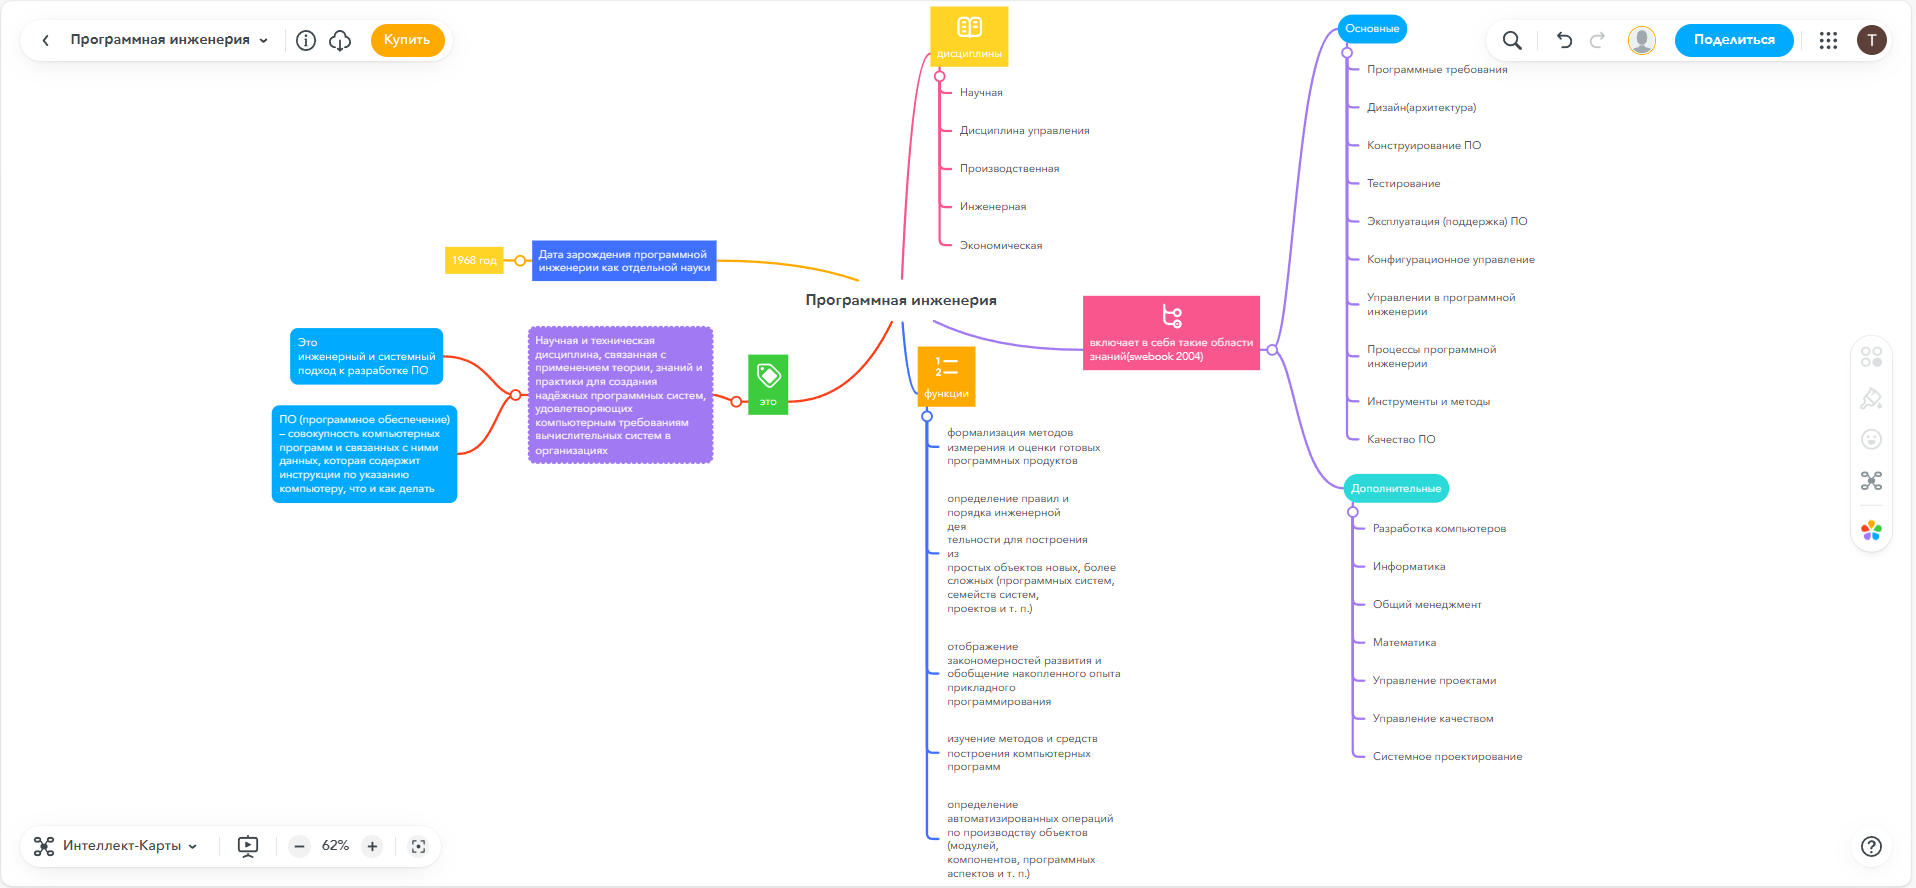 Программная инженерия
Купить
Поделиться
T
дисциплины
Научная
Дисциплина управления
Производственная
Инженерная
Экономическая
1968 год
Дата зарождения программной
инженерии как отдельной науки
Программная инженерия
Это
инженерный и системный
подход к разработке ПО
ПО (программное обеспечение)
– совокупность компьютерных
программ и связанных с ними
данных, которая содержит
инструкции по указанию
компьютеру, что и как делать
Научная и техническая
дисциплина, связанная с
применением теории, знаний и
практики для создания
надёжных программных систем,
удовлетворяющих
компьютерным требованиям
вычислительных систем в
организациях
это
1
2
функции
формализация методов
измерения и оценки готовых
программных продуктов
определение правил и
порядка инженерной
дея
тельности для построения
из
простых объектов новых, более
сложных (программных систем,
семейств систем,
проектов и т. п.)
отображение
закономерностей развития и
обобщение накопленного опыта
прикладного
программирования
изучение методов и средств
построения компьютерных
программ
определение
автоматизированных операций
по производству объектов
(модулей,
компонентов, программных
аспектов и т. п.)
включает в себя такие области
знаний(swebook 2004)
Основные
Программные требования
Дизайн(архитектура)
Конструирование ПО
Тестирование
Эксплуатация (поддержка) ПО
Конфигурационное управление
Управлении в программной
инженерии
Процессы программной
инженерии
Инструменты и методы
Качество ПО
Дополнительные
Разработка компьютеров
Информатика
Общий менеджмент
Математика
Управление проектами
Управление качеством
Системное проектирование
Интеллект-Карты
62%